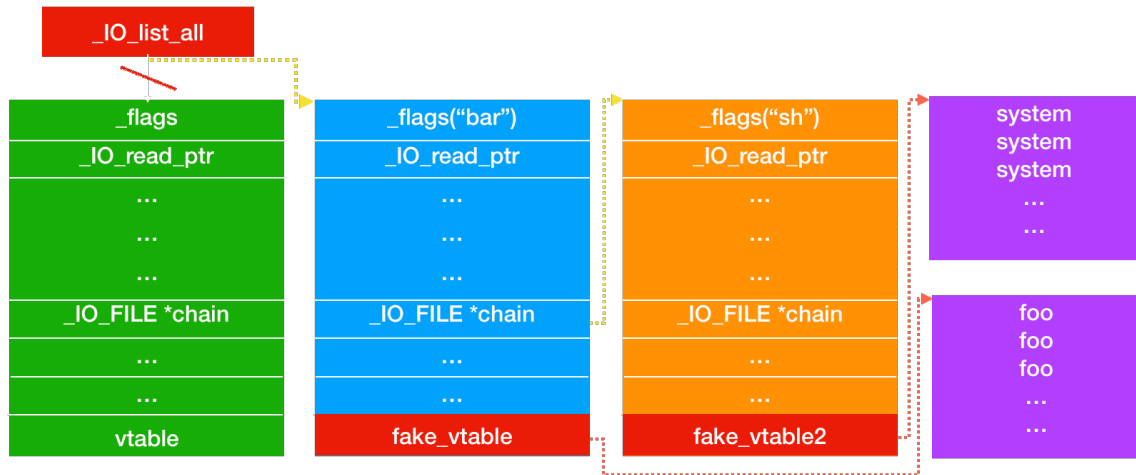 _IO_list_all
_flags
_IO_read_ptr
...
...
...
_IO_FILE *chain
...
...
vtable
_flags(“bar”)
_IO_read_ptr
...
...
...
_IO_FILE *chain
...
...
fake_vtable
_flags(“sh”)
_IO_read_ptr
...
...
...
_IO_FILE *chain
...
...
fake_vtable2
system
system
system
...
...
foo
foo
foo
...
...